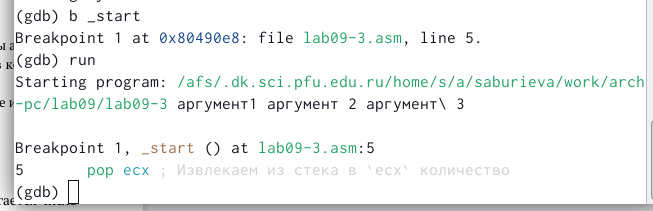 (gdb) b _start
Breakpoint 1 at 0x80490e8: file lab09-3.asm, line 5.
(gdb) run
Starting program: /afs/.dk.sci.pfu.edu.ru/home/s/a/saburieva/work/arch
-pc/lab09/lab09-3 аргумент1 аргумент 2 аргумент\ 3
Breakpoint 1, _start () at lab09-3.asm:5
5 pop ecx ; Извлекаем из стека в `ecx` количество
(gdb)